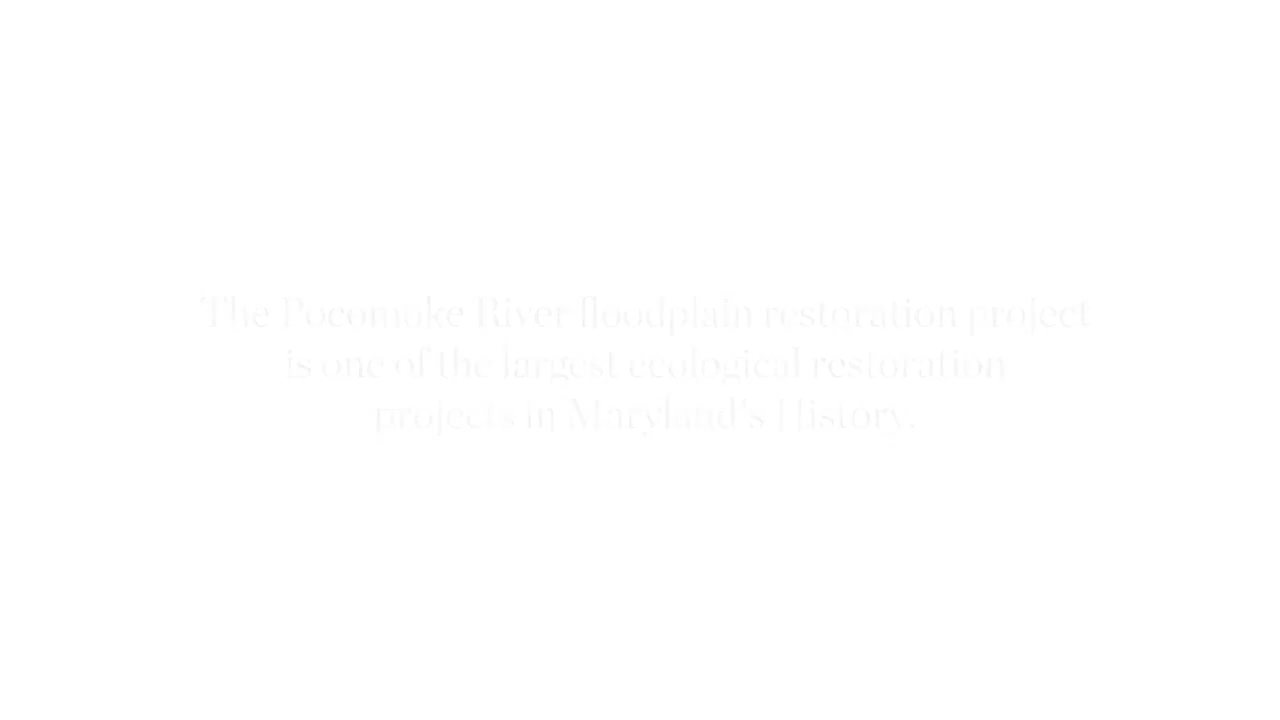 The Pocomoke River floodplain restoration project
is one of the largest ecological restoration
projects in Maryland's History.